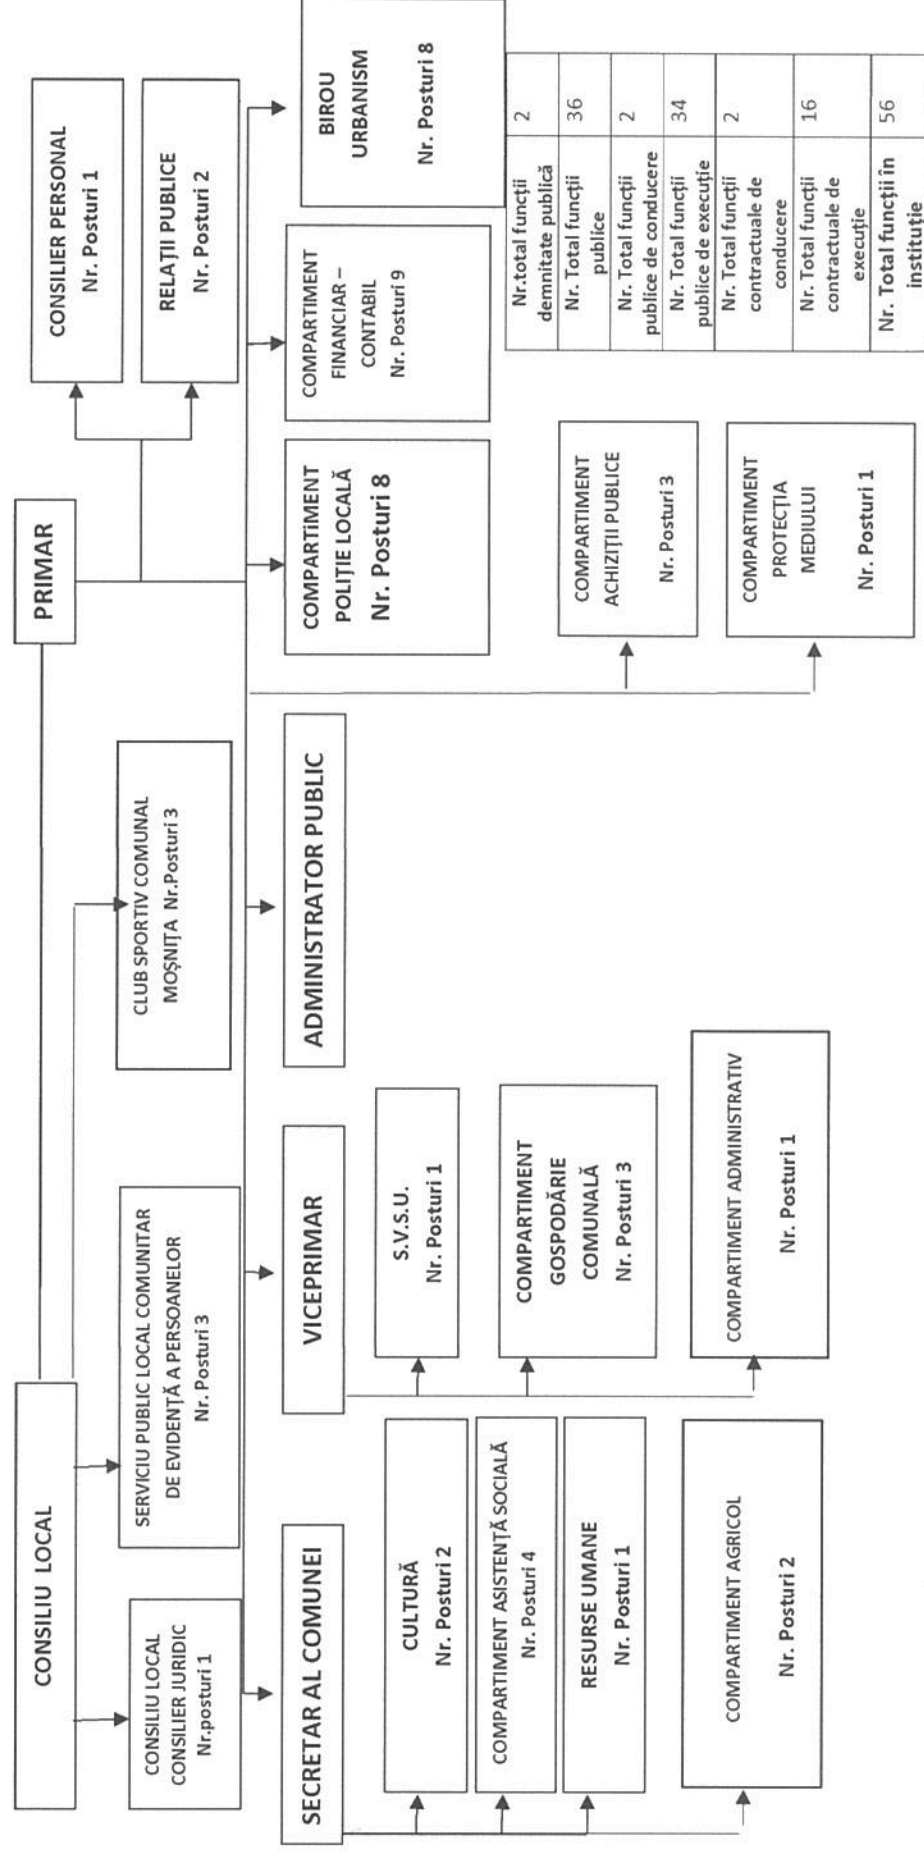 CONSILIU LOCAL
PRIMAR
CONSILIU LOCAL
CONSILIER JURIDIC
Nr.posturi 1
SERVICIU PUBLIC LOCAL COMUNITAR
DE EVIDENȚĂ A PERSOANELOR
Nr. Posturi 3
CLUB SPORTIV COMUNAL
MOȘNIȚA Nr.Posturi 3
CONSILIER PERSONAL
Nr. Posturi 1
RELAȚII PUBLICE
Nr. Posturi 2
SECRETAR AL COMUNEI
VICEPRIMAR
ADMINISTRATOR PUBLIC
COMPARTIMENT
POLIȚIE LOCALĂ
Nr. Posturi 8
COMPARTIMENT
FINANCIAR –
CONTABIL
Nr. Posturi 9
BIROU
URBANISM
Nr. Posturi 8
CULTURĂ
Nr. Posturi 2
COMPARTIMENT ASISTENȚĂ SOCIALĂ
Nr. Posturi 4
RESURSE UMANE
Nr. Posturi 1
COMPARTIMENT AGRICOL
Nr. Posturi 2
S.V.S.U.
Nr. Posturi 1
COMPARTIMENT
GOSPODĂRIE
COMUNALĂ
Nr. Posturi 3
COMPARTIMENT ADMINISTRATIV
Nr. Posturi 1
COMPARTIMENT
ACHIZIȚII PUBLICE
Nr. Posturi 3
COMPARTIMENT
PROTECȚIA
MEDIULUI
Nr. Posturi 1
Nr.total funcții 2
demnitate publică
Nr. Total funcții 36
publice
Nr. Total funcții 2
publice de conducere
Nr. Total funcții 34
publice de execuție
Nr. Total funcții 2
contractuale de
conducere
Nr. Total funcții 16
contractuale de
execuție
Nr. Total funcții în 56
instituție